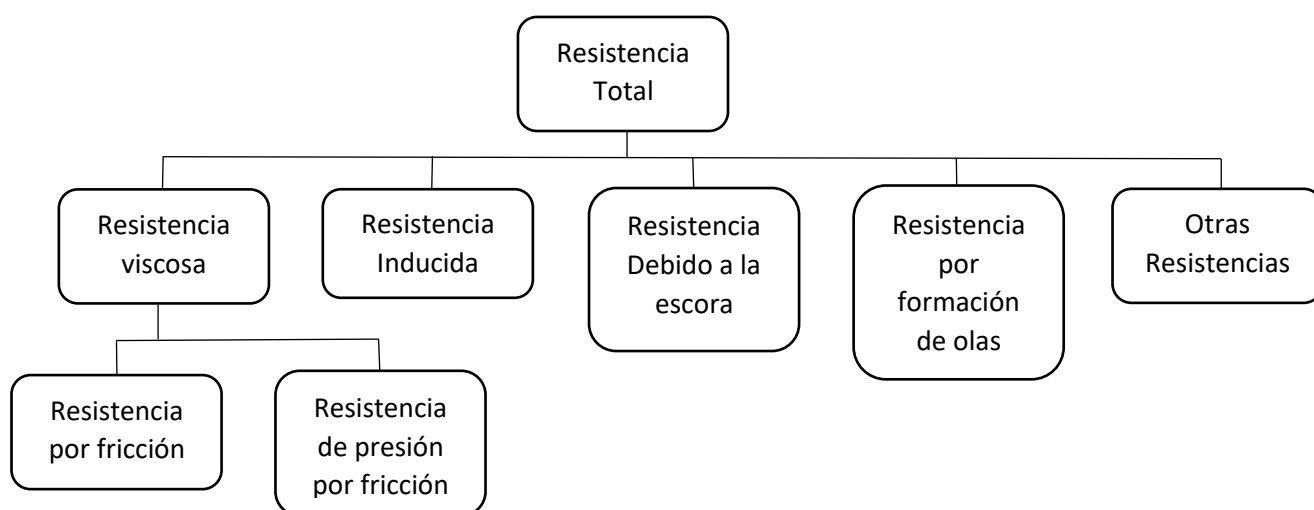 Resistencia
Total
Resistencia
viscosa
Resistencia
Inducida
Resistencia
Debido a la
escora
Resistencia
por
formación
de olas
Otras
Resistencias
Resistencia
por fricción
Resistencia
de presión
por fricción